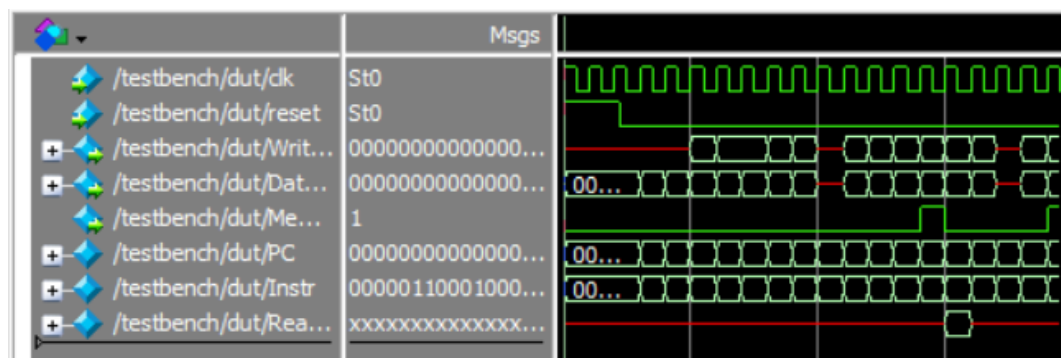 Msgs
/testbench/dut/clk St0
/testbench/dut/reset St0
/testbench/dut/Writ... 00000000000000...
/testbench/dut/Dat... 00000000000000... 00...
/testbench/dut/Me... 1
/testbench/dut/PC 00000000000000... 00...
/testbench/dut/Instr 00000110001000... 00...
/testbench/dut/Rea... xxxxxxxxxxxxxx...